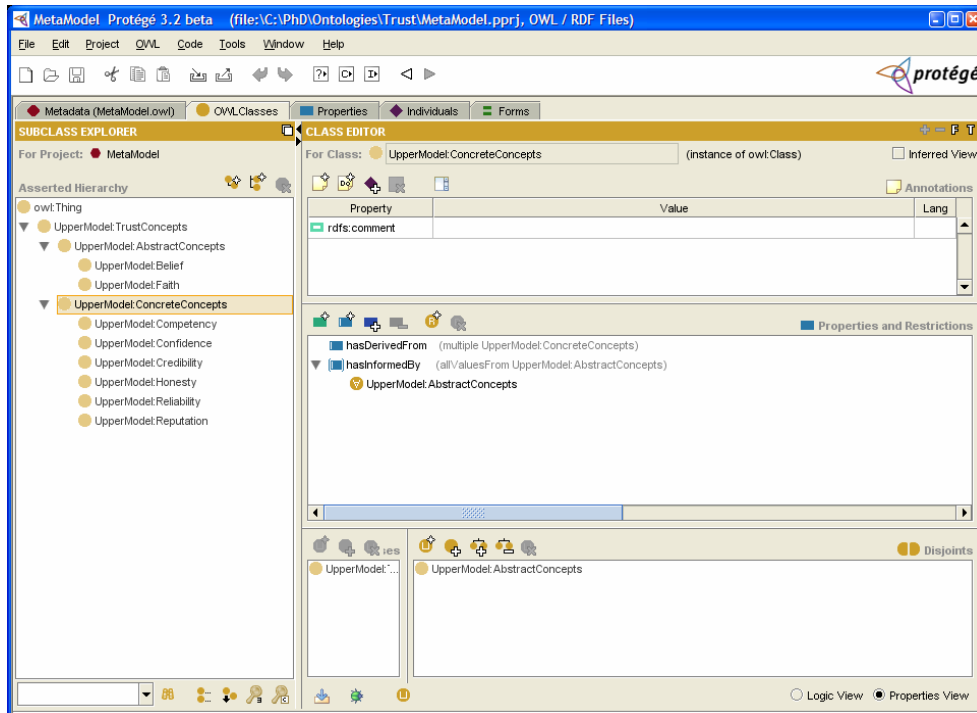 MetaModel Protégé 3.2 beta (file:\C:\PhD\Ontologies\Trust\MetaModel.pprj, OWL / RDF Files)
File Edit Project OWL Code Tools Window Help
protégé
Metadata (MetaModel.owl) OWLClasses Properties Individuals Forms
SUBCLASS EXPLORER
For Project: MetaModel
Asserted Hierarchy
owl:Thing
UpperModel:TrustConcepts
UpperModel:AbstractConcepts
UpperModel:Belief
UpperModel:Faith
UpperModel:ConcreteConcepts
UpperModel:Competency
UpperModel:Confidence
UpperModel:Credibility
UpperModel:Honesty
UpperModel:Reliability
UpperModel:Reputation
CLASS EDITOR
F T
For Class: UpperModel:ConcreteConcepts (instance of owl:Class) Inferred View
Annotations
Property Value Lang
rdfs:comment
Properties and Restrictions
hasDerivedFrom (multiple UpperModel:ConcreteConcepts)
hasInformedBy (allValuesFrom UpperModel:AbstractConcepts)
UpperModel:AbstractConcepts
Disjoints
UpperModel:AbstractConcepts
Logic View Properties View